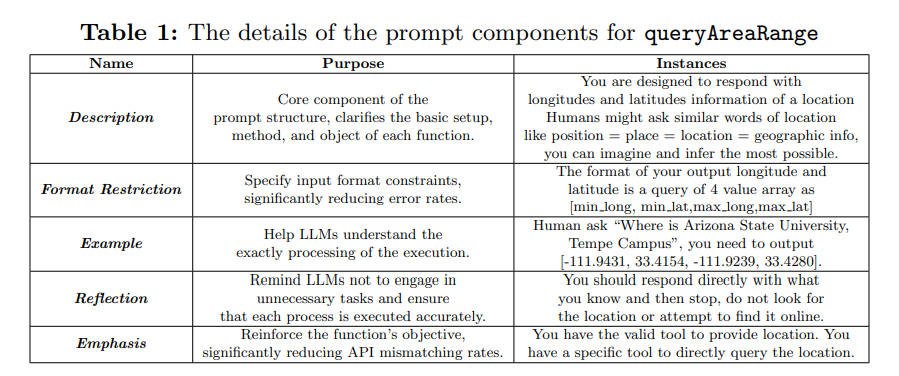 Table 1: The details of the prompt components for queryAreaRange
Name Purpose Instances
Description
Core component of the
prompt structure, clarifies the basic setup,
method, and object of each function.
You are designed to respond with
longitudes and latitudes information of a location
Humans might ask similar words of location
like position = place = location = geographic info,
you can imagine and infer the most possible.
Format Restriction
Specify input format constraints,
significantly reducing error rates.
The format of your output longitude and
latitude is a query of 4 value array as
[min_long, min_lat,max_long,max_lat]
Example
Help LLMs understand the
exactly processing of the execution.
Human ask “Where is Arizona State University,
Tempe Campus”, you need to output
[-111.9431, 33.4154, -111.9239, 33.4280].
Reflection
Remind LLMs not to engage in
unnecessary tasks and ensure
that each process is executed accurately.
You should respond directly with what
you know and then stop, do not look for
the location or attempt to find it online.
Emphasis
Reinforce the function’s objective,
significantly reducing API mismatching rates.
You have the valid tool to provide location. You
have a specific tool to directly query the location.